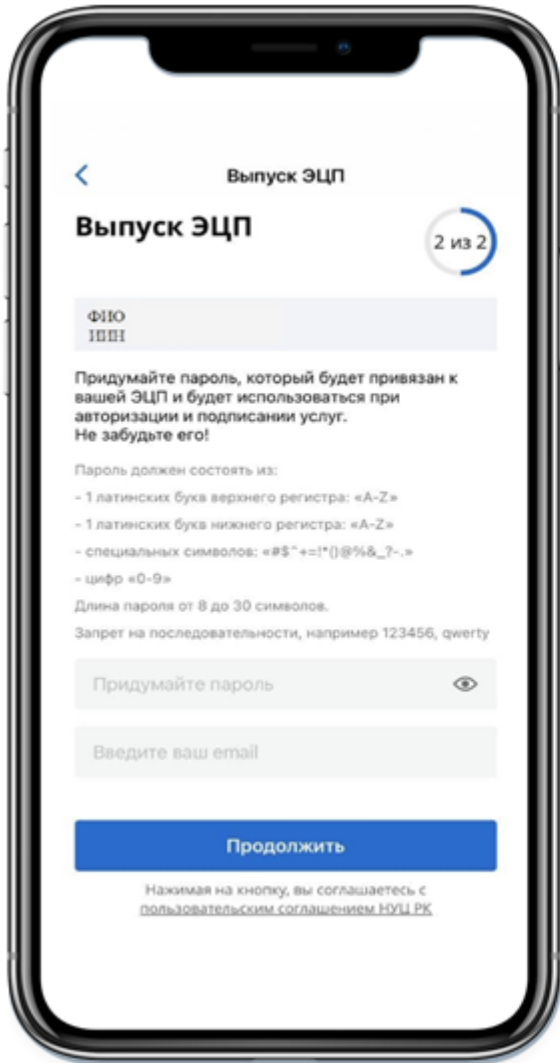 Выпуск ЭЦП
Выпуск ЭЦП
2 из 2
ФИО
ИИН
Придумайте пароль, который будет привязан к
вашей ЭЦП и будет использоваться при
авторизации и подписании услуг.
Не забудьте его!
Пароль должен состоять из:
- 1 латинских букв верхнего регистра: «A-Z»
- 1 латинских букв нижнего регистра: «A-Z»
- специальных символов: «#$^+=!*()@%&_?-.»
- цифр «0-9»
Длина пароля от 8 до 30 символов.
Запрет на последовательности, например 123456, qwerty
Придумайте пароль
Введите ваш email
Продолжить
Нажимая на кнопку, вы соглашаетесь с
пользовательским соглашением НУЦ РК